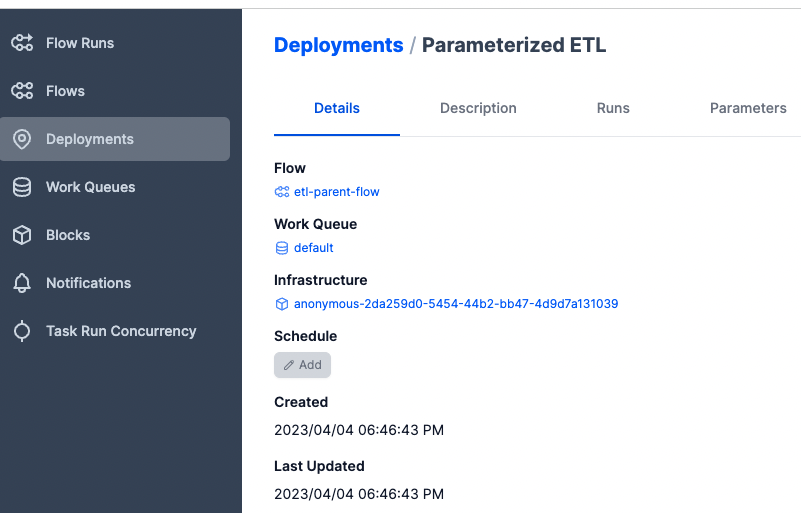 Flow Runs
Flows
Deployments
Work Queues
Blocks
Notifications
Task Run Concurrency
Deployments / Parameterized ETL
Details Description Runs Parameters
Flow
etl-parent-flow
Work Queue
default
Infrastructure
anonymous-2da259d0-5454-44b2-bb47-4d9d7a131039
Schedule
Add
Created
2023/04/04 06:46:43 PM
Last Updated
2023/04/04 06:46:43 PM